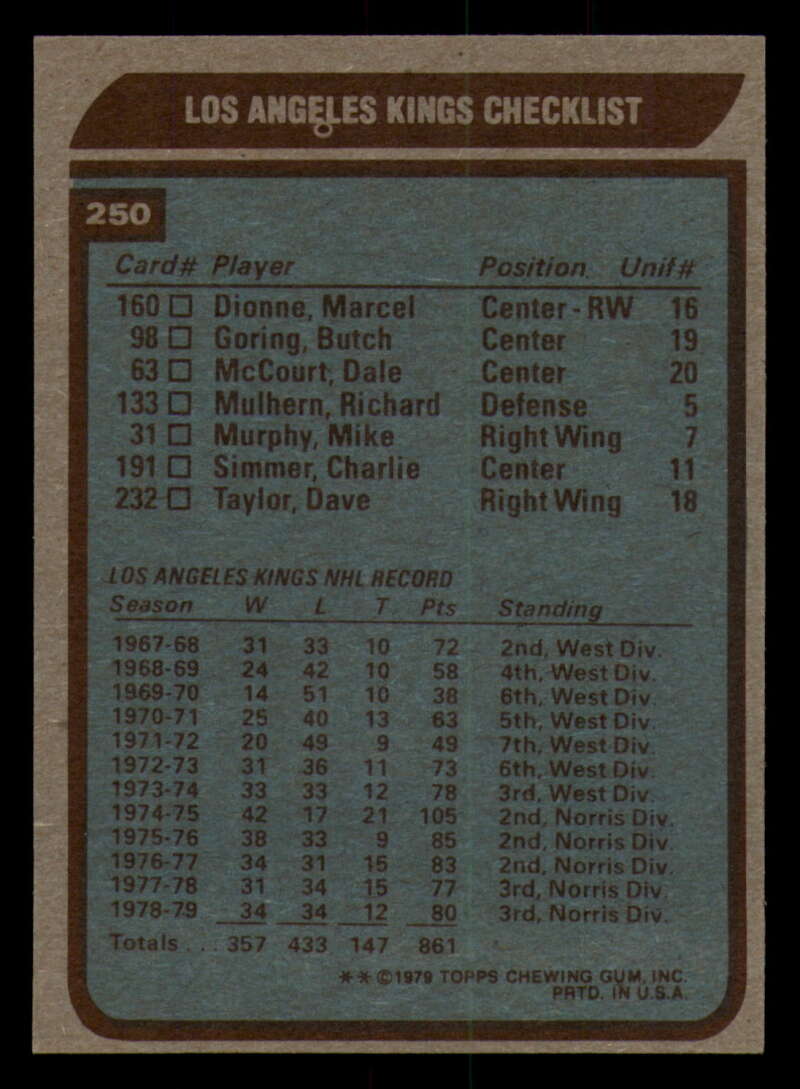 LOS ANGELES KINGS CHECKLIST
250
Card# Player Position Unif#
160 □ Dionne, Marcel Center-RW 16
98 □ Goring, Butch Center 19
63 □ McCourt, Dale Center 20
133 □ Mulhern, Richard Defense 5
31 □ Murphy, Mike Right Wing 7
191 □ Simmer, Charlie Center 11
232 □ Taylor, Dave Right Wing 18
LOS ANGELES KINGS NHL RECORD
Season W L T Pts Standing
1967-68 31 33 10 72 2nd, West Div.
1968-69 24 42 10 58 4th, West Div.
1969-70 14 51 10 38 6th, West Div.
1970-71 25 40 13 63 5th, West Div.
1971-72 20 49 9 49 7th, West Div.
1972-73 31 36 11 73 6th, West Div.
1973-74 33 33 12 78 3rd, West Div.
1974-75 42 17 21 105 2nd, Norris Div.
1975-76 38 33 9 85 2nd, Norris Div.
1976-77 34 31 15 83 2nd, Norris Div.
1977-78 31 34 15 77 3rd, Norris Div.
1978-79 34 34 12 80 3rd, Norris Div.
Totals ... 357 433 147 861
** ©1979 TOPPS CHEWING GUM, INC.
PRTD. IN U.S.A.